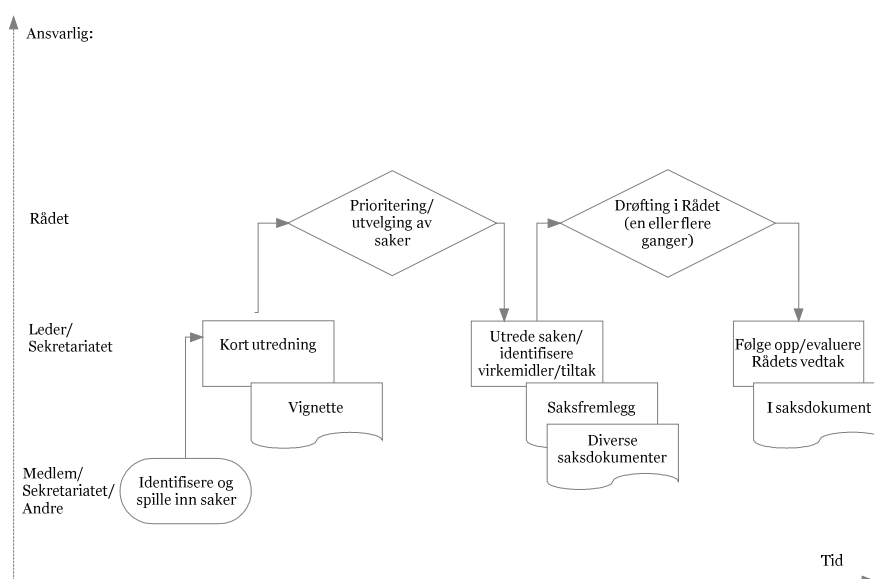 Ansvarlig:
Rådet
Prioritering/
utvelging av
saker
Drøfting i Rådet
(en eller flere
ganger)
Leder/
Sekretariatet
Kort utredning
Vignette
Utrede saken/
identifisere
virkemidler/tiltak
Saksfremlegg
Diverse
saksdokumenter
Følge opp/evaluere
Rådets vedtak
I saksdokument
Medlem/
Sekretariatet/
Andre
Identifisere og
spille inn saker
Tid